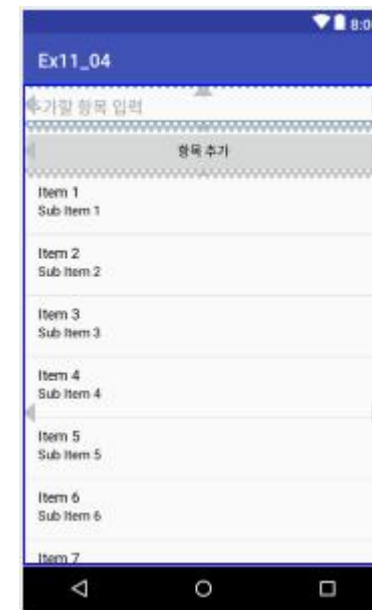 8:0
Ex11_04
추가할 항목 입력
항목 추가
Item 1
Sub Item 1
Item 2
Sub Item 2
Item 3
Sub Item 3
Item 4
Sub Item 4
Item 5
Sub Item 5
Item 6
Sub Item 6
Item 7